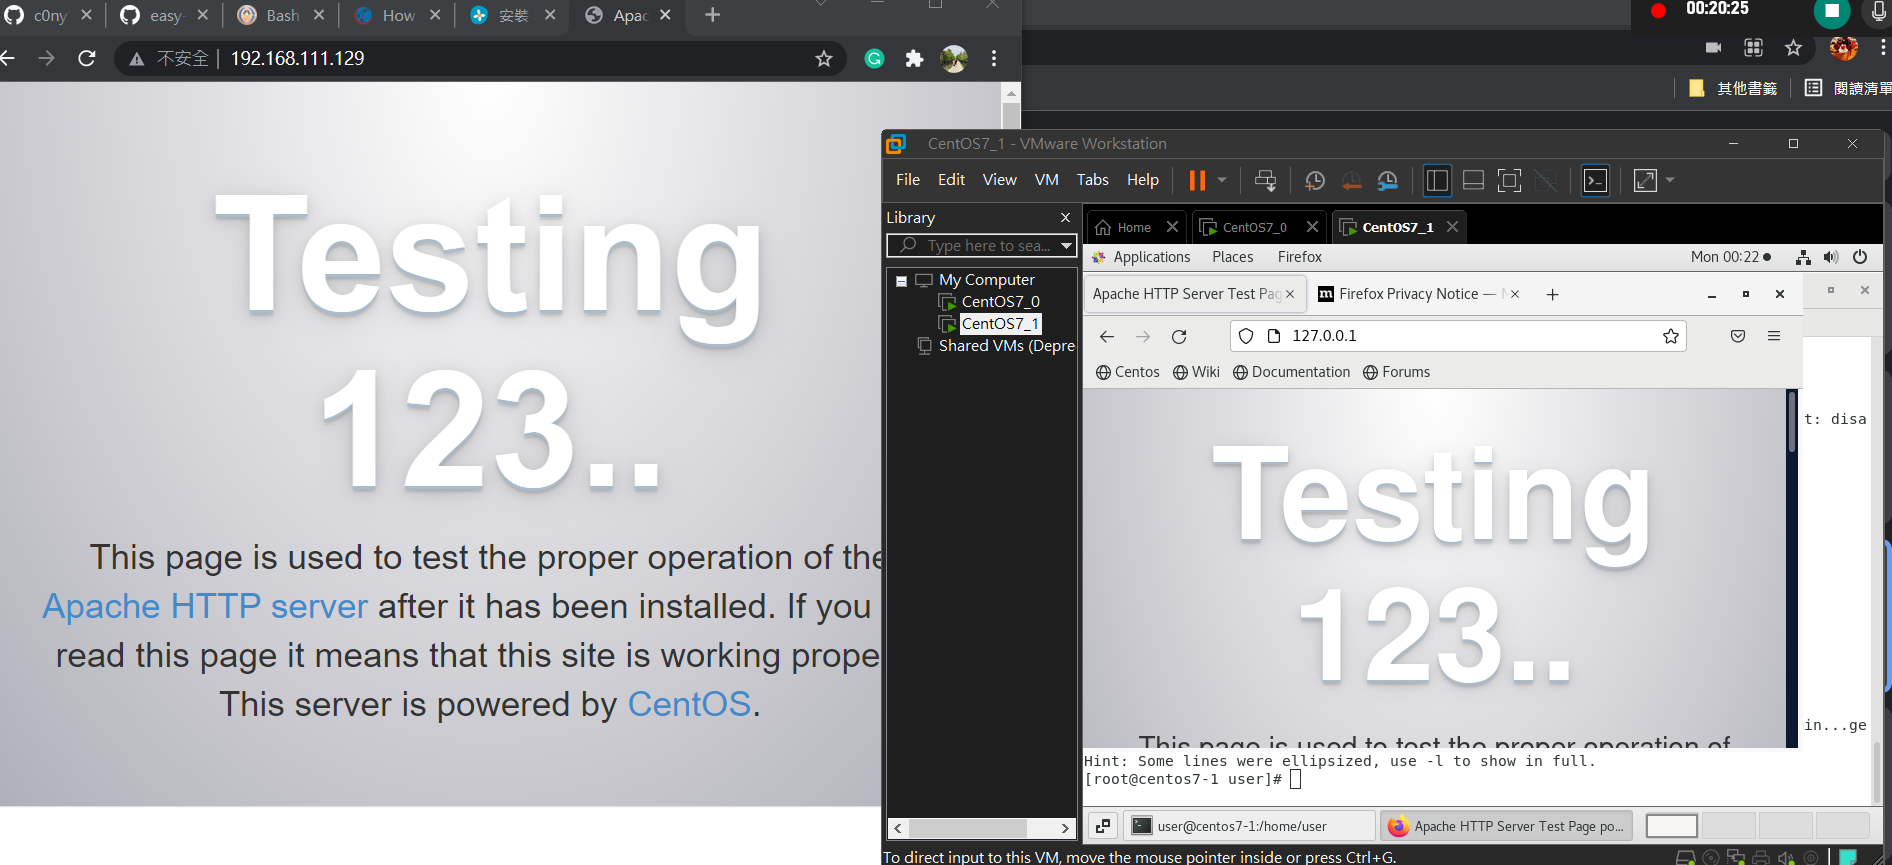 c0ny
easy-
Bash
How
安裝
Apac
不安全
192.168.111.129
Testing
123..
This page is used to test the proper operation of the
Apache HTTP server after it has been installed. If you
read this page it means that this site is working prope
This server is powered by CentOS.
00:20:25
其他書籤
閱讀清單
CentOS7_1 - VMware Workstation
File Edit View VM Tabs Help
Library
Type here to sea...
My Computer
CentOS7_0
CentOS7_1
Shared VMs (Depre
Home
CentOS7_0
CentOS7_1
Applications Places Firefox
Mon 00:22
Apache HTTP Server Test Pag
Firefox Privacy Notice —
127.0.0.1
Centos Wiki Documentation Forums
Testing
123..
This page is used to test the proper operation of
t: disa
in...ge
Hint: Some lines were ellipsized, use -l to show in full.
[root@centos7-1 user]#
user@centos7-1:/home/user
Apache HTTP Server Test Page po...
To direct input to this VM, move the mouse pointer inside or press Ctrl+G.